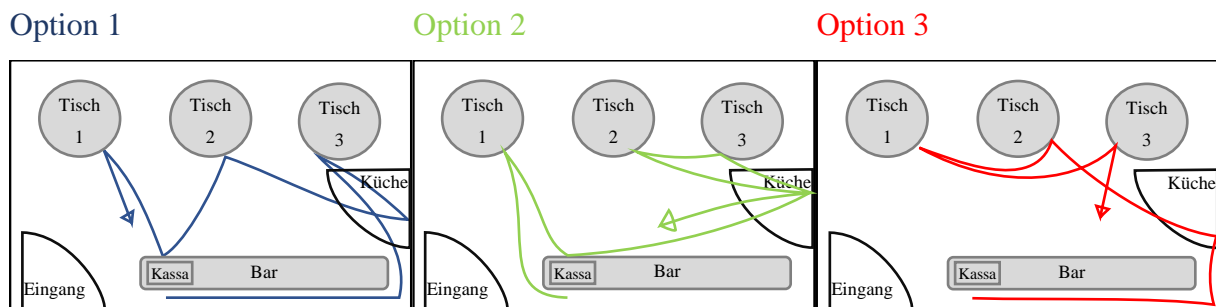 Option 1
Option 2
Option 3
Tisch
1
Tisch
2
Tisch
3
Küche
Kassa
Bar
Eingang
Tisch
1
Tisch
2
Tisch
3
Küche
Kassa
Bar
Eingang
Tisch
1
Tisch
2
Tisch
3
Küche
Kassa
Bar
Eingang